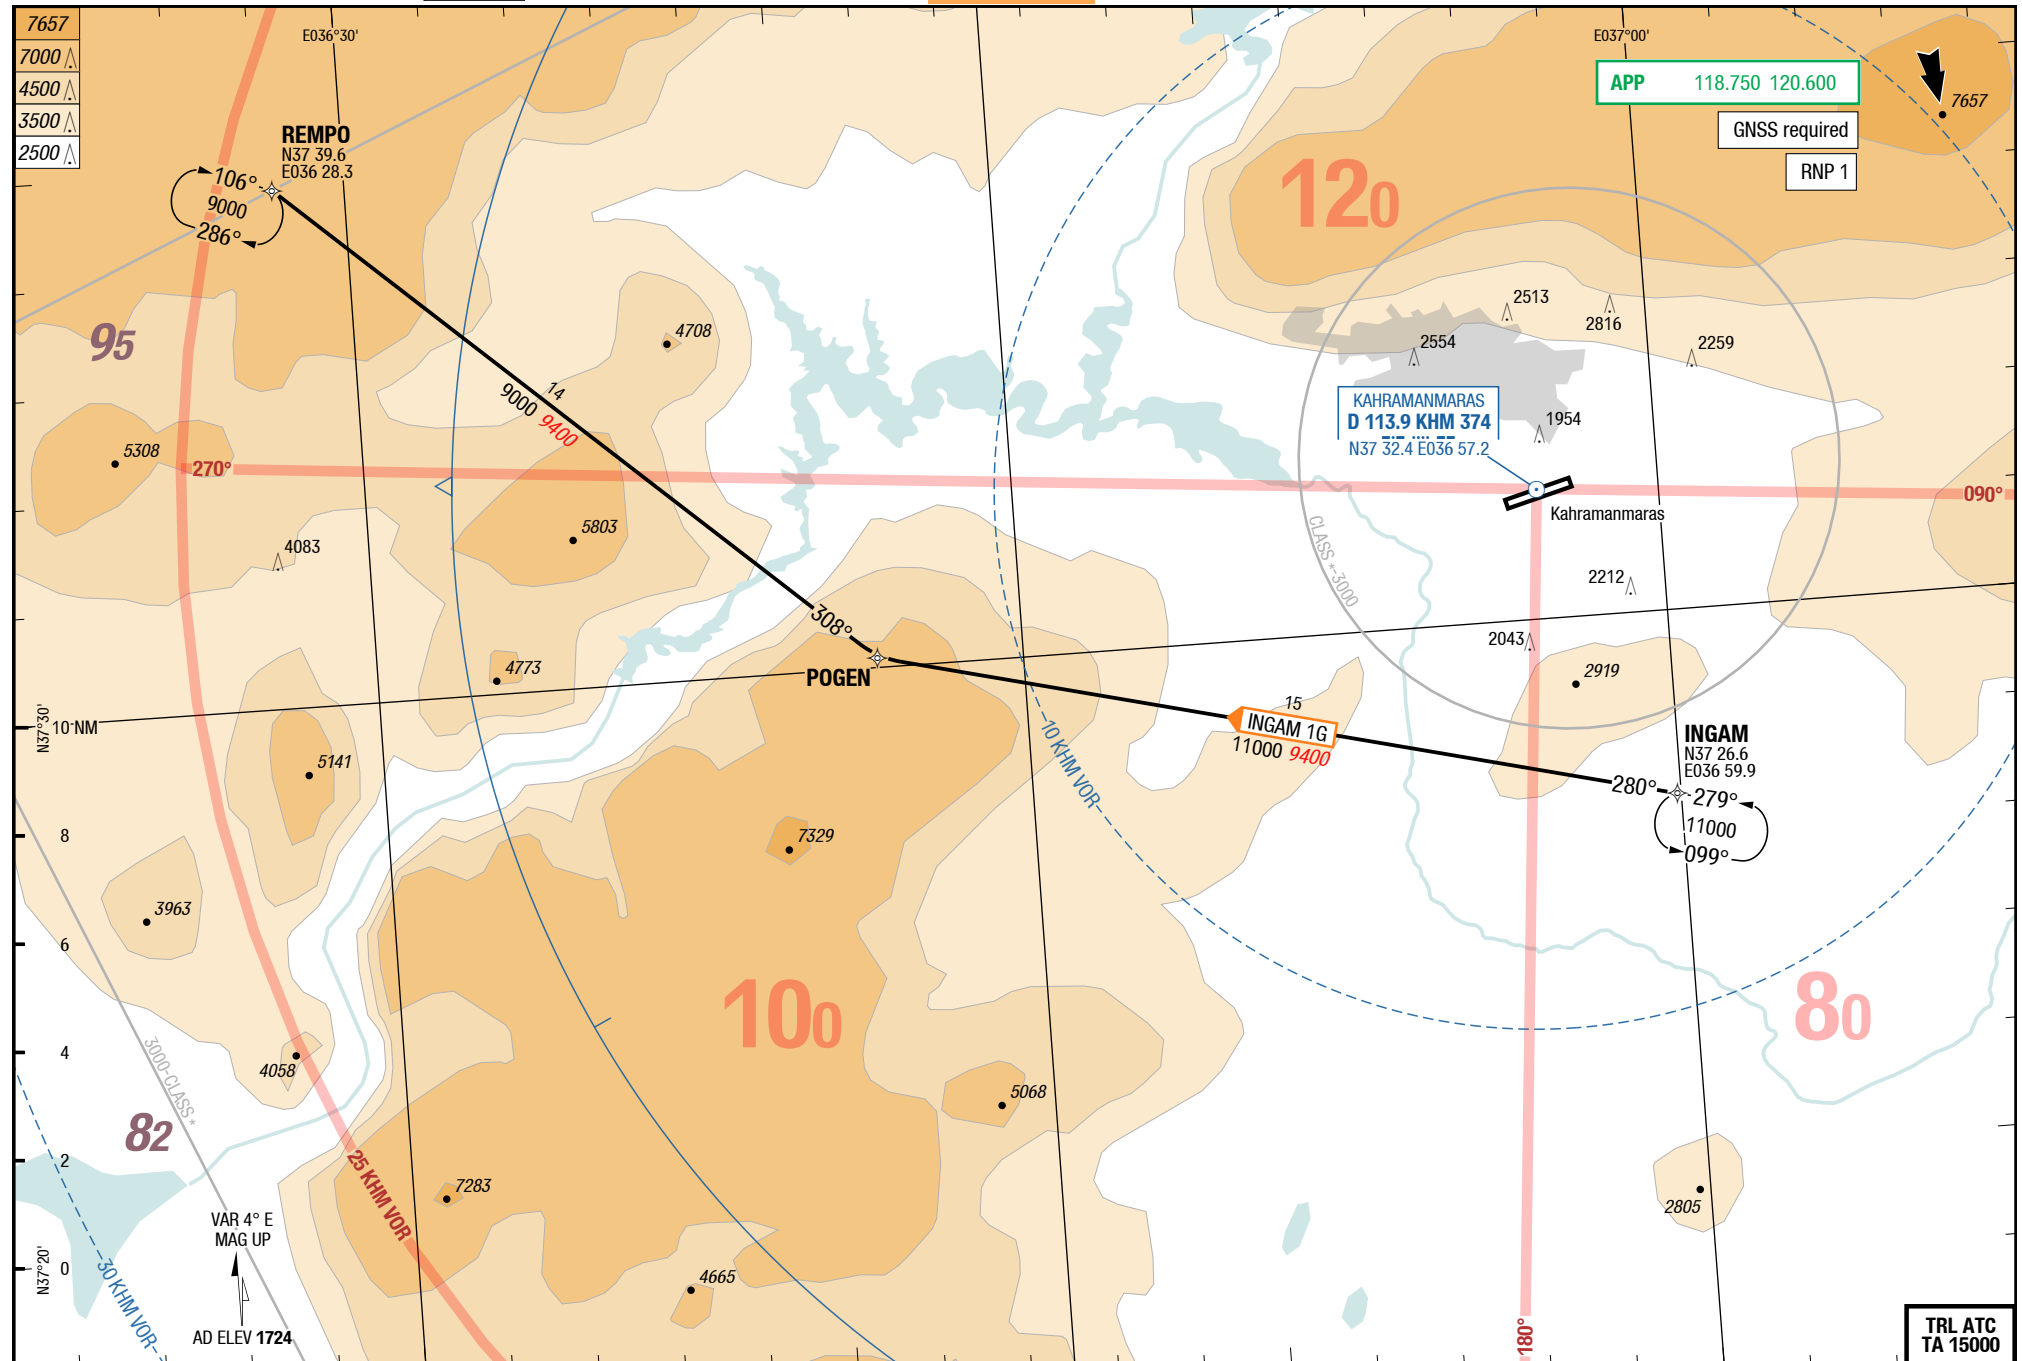 7657
7000
4500
3500
2500
E036°30'
E037°00'
APP 118.750 120.600
GNSS required
RNP 1
7657
REMPO
N37 39.6
E036 28.3
106°
9000
286°
120
95
4708
2513
2816
2554
2259
14
9000 9400
KAHRAMANMARAS
D 113.9 KHM 374
N37 32.4 E036 57.2
1954
5308
270°
090°
Kahramanmaras
5803
4083
CLASS *-3000
2212
308°
2043
4773
POGEN
2919
N37°30'
10 NM
15
INGAM 1G
11000 9400
10 KHM VOR
INGAM
N37 26.6
E036 59.9
280°
279°
11000
099°
5141
8
7329
3963
6
100
80
4
4058
3000-CLASS *
5068
82
2
25 KHM VOR
7283
2805
VAR 4° E
MAG UP
N37°20'
0
30 KHM VOR
4665
AD ELEV 1724
180°
TRL ATC
TA 15000